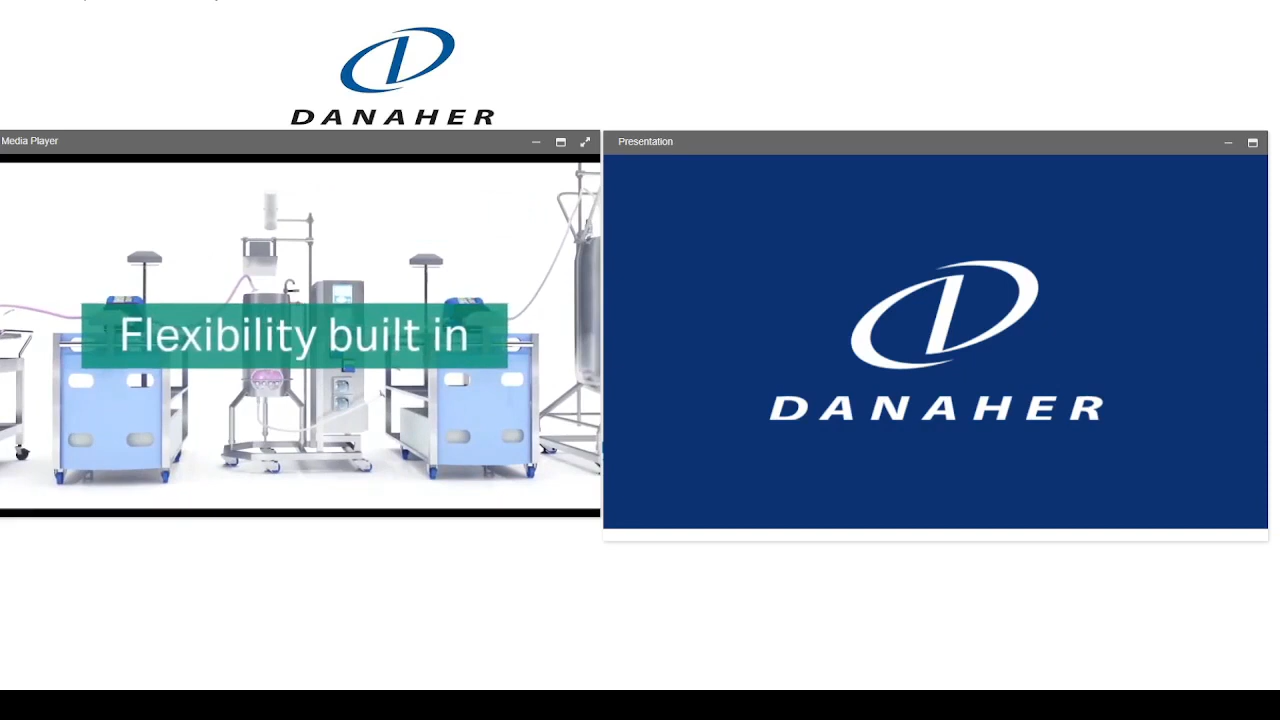 DANAHER
Media Player
Presentation
Flexibility built in
DANAHER